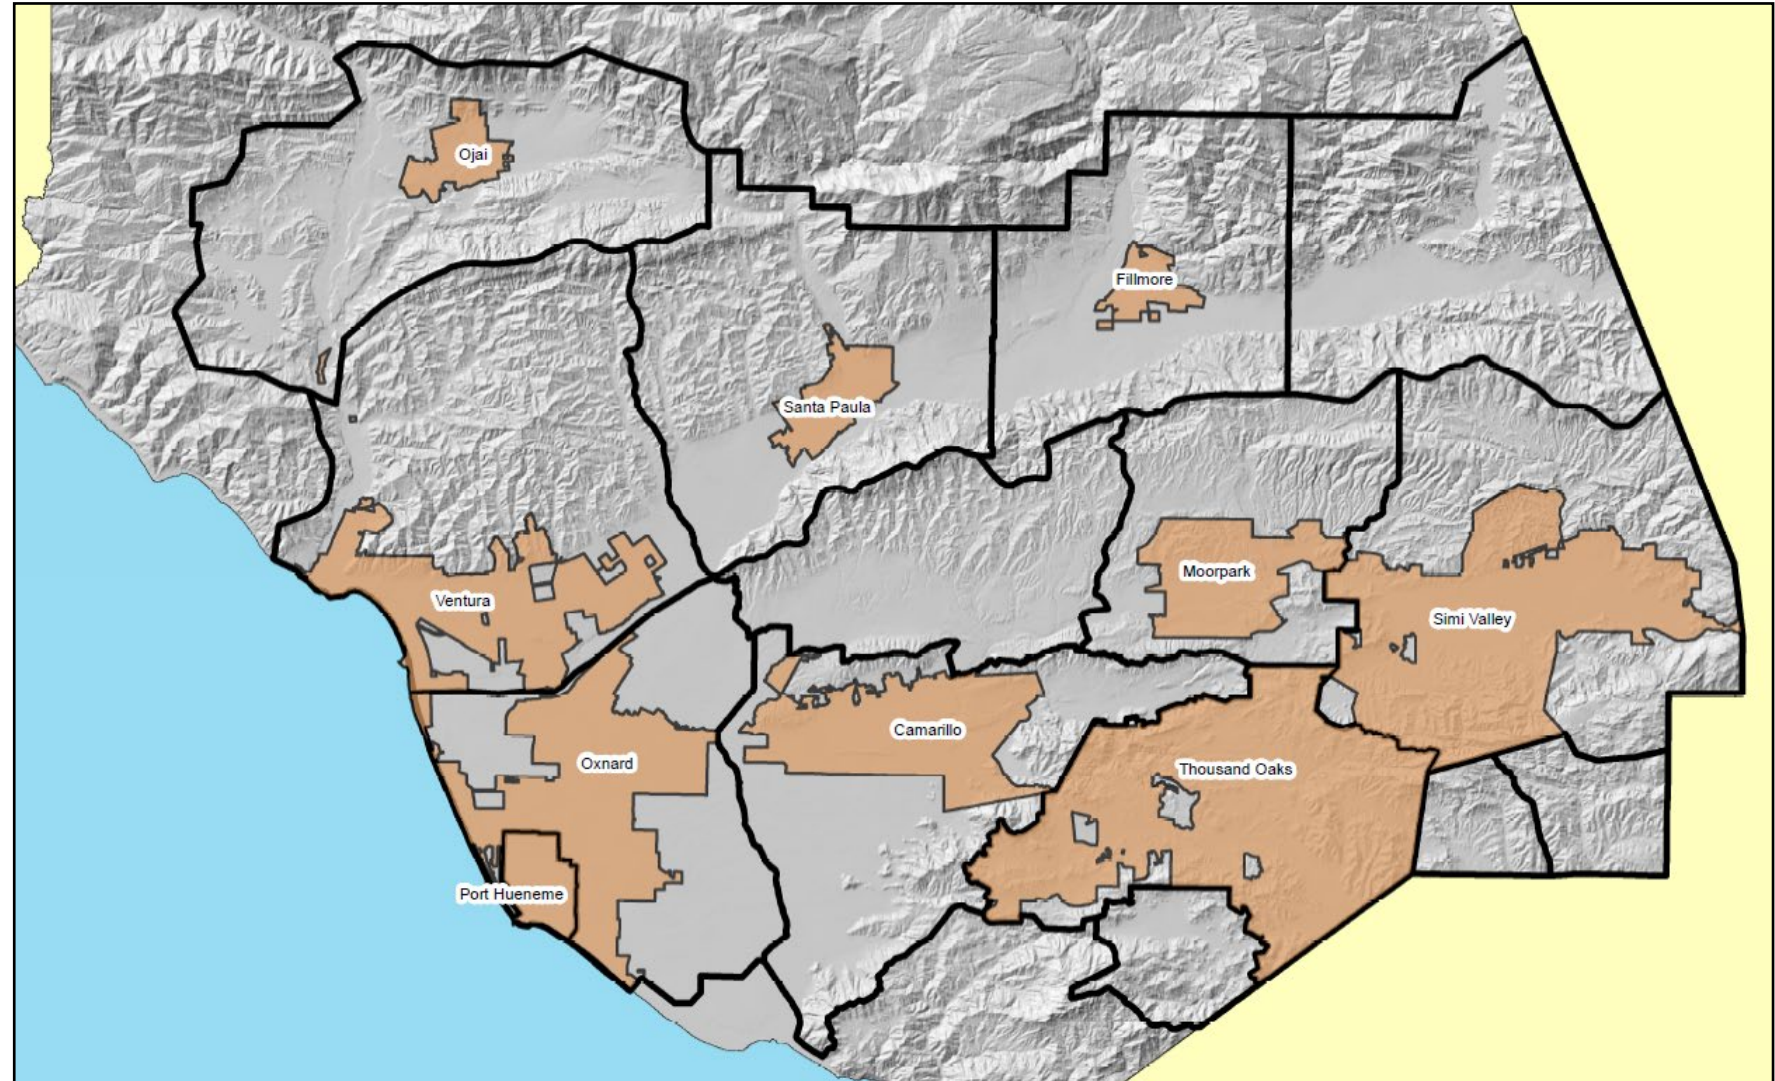 Ojai
Fillmore
Santa Paula
Moorpark
Ventura
Simi Valley
Camarillo
Oxnard
Thousand Oaks
Port Hueneme